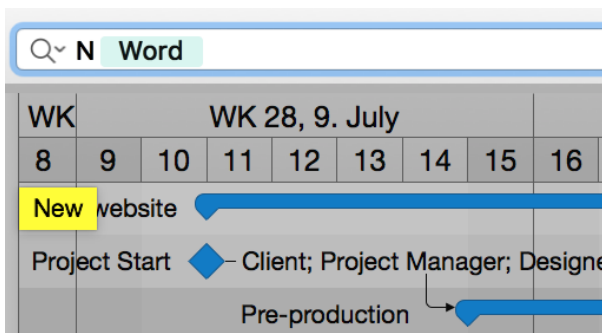 N Word
WK WK 28, 9. July
8 9 10 11 12 13 14 15 16
New website
Project Start Client; Project Manager; Designe
Pre-production